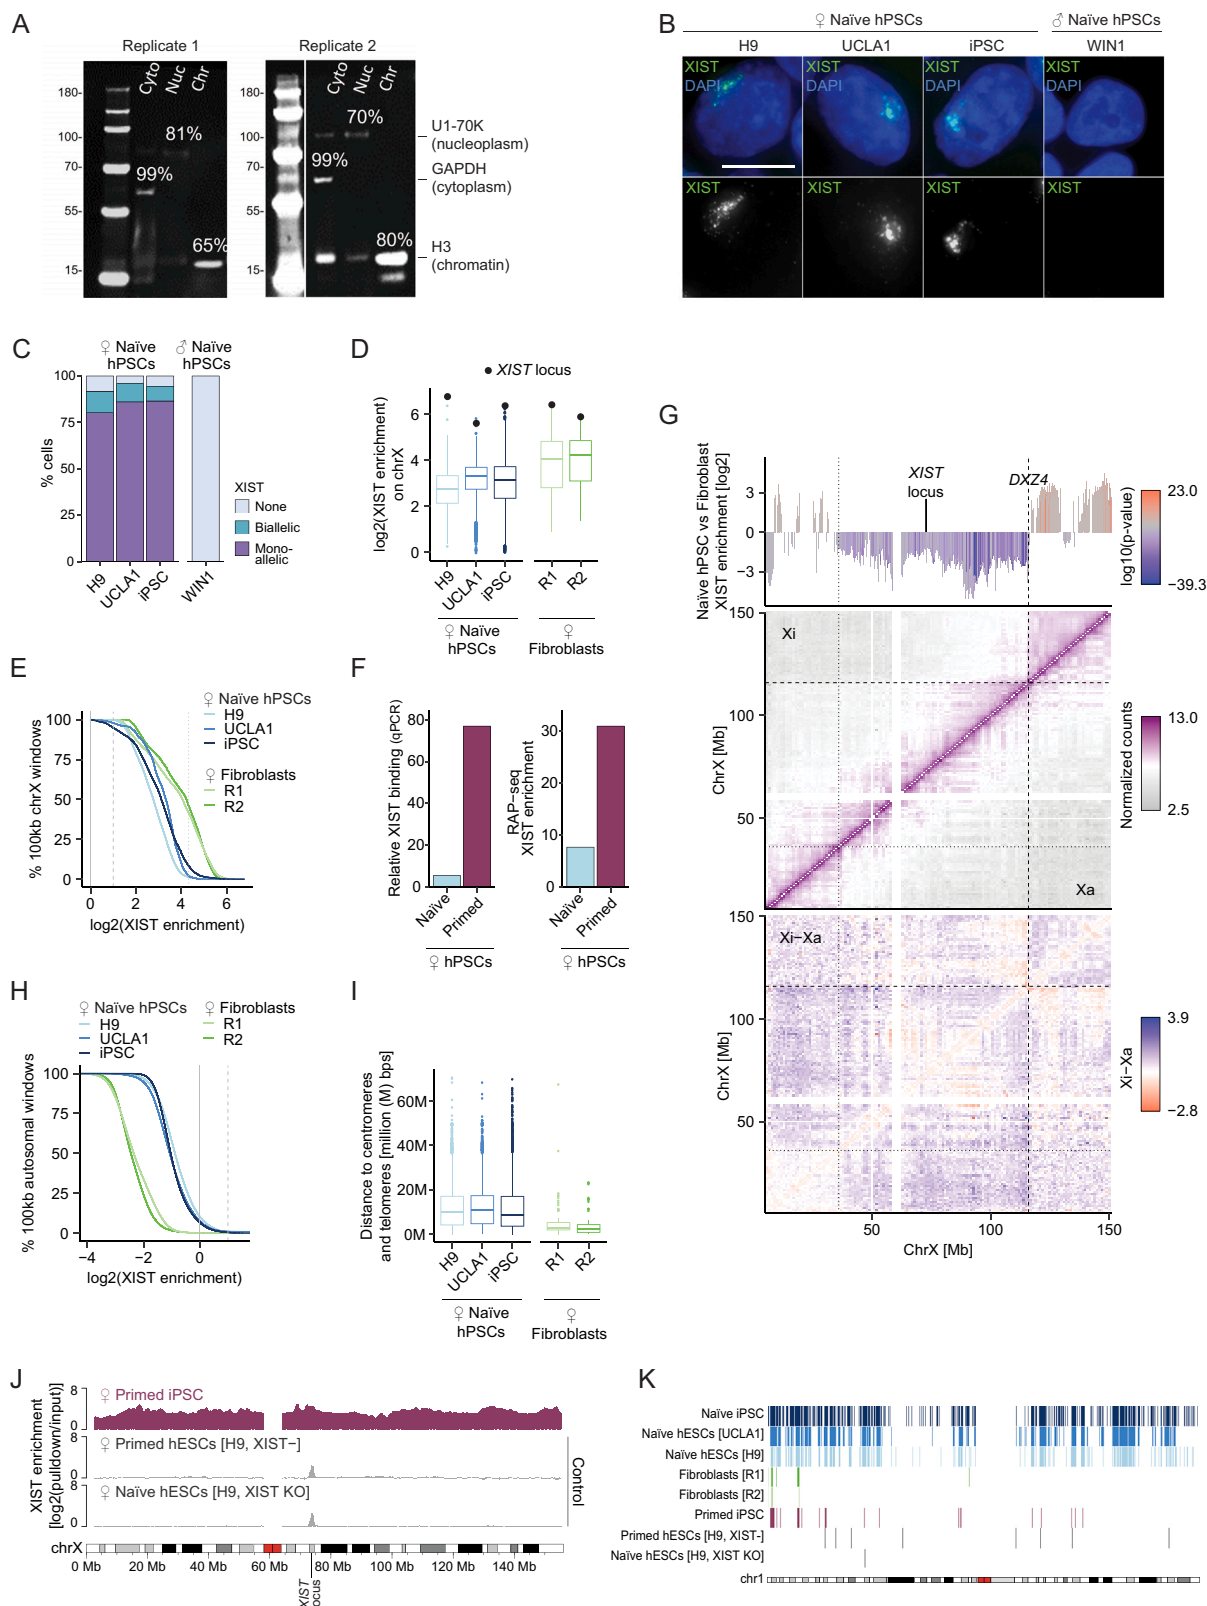 A
Replicate 1
Replicate 2
Cyto
Nuc
Chr
180-
100-
70-
55-
15-
99%
81%
65%
Cyto
Nuc
Chr
180-
100-
70-
55-
15-
99%
70%
80%
U1-70K
(nucleoplasm)
GAPDH
(cytoplasm)
H3
(chromatin)
B
♀ Naïve hPSCs
♂ Naïve hPSCs
H9
UCLA1
iPSC
WIN1
XIST
DAPI
XIST
DAPI
XIST
DAPI
XIST
DAPI
XIST
XIST
XIST
XIST
C
♀ Naïve
hPSCs
♂ Naïve
hPSCs
% cells
100
75
50
25
0
H9
UCLA1
iPSC
WIN1
XIST
None
Biallelic
Mono-
allelic
D
● XIST locus
log2(XIST enrichment)
on chrX
6
4
2
0
H9
UCLA1
iPSC
R1
R2
♀ Naïve
hPSCs
♀
Fibroblasts
E
% 100kb chrX windows
100
75
50
25
0
0
2
4
6
log2(XIST enrichment)
♀ Naïve hPSCs
H9
UCLA1
iPSC
♀ Fibroblasts
R1
R2
F
Relative XIST binding (qPCR)
80
60
40
20
0
Naïve
Primed
♀ hPSCs
RAP-seq
XIST enrichment
30
20
10
0
Naïve
Primed
♀ hPSCs
G
Naïve hPSC vs Fibroblast
XIST enrichment [log2]
3
0
−3
XIST
locus
DXZ4
log10(p-value)
23.0
−39.3
Xi
Xa
ChrX [Mb]
150
100
50
Normalized counts
13.0
2.5
Xi−Xa
ChrX [Mb]
150
100
50
Xi−Xa
3.9
−2.8
50
100
150
ChrX [Mb]
H
♀ Naïve hPSCs
H9
UCLA1
iPSC
♀ Fibroblasts
R1
R2
% 100kb autosomal windows
100
75
50
25
0
−4
−2
0
log2(XIST enrichment)
I
Distance to centromeres
and telomeres [million (M) bps)
60M
40M
20M
0M
H9
UCLA1
iPSC
R1
R2
♀ Naïve
hPSCs
♀
Fibroblasts
J
XIST enrichment
[log2(pulldown/input)]
8
0
♀ Primed iPSC
8
0
♀ Primed hESCs [H9, XIST−]
8
0
♀ Naïve hESCs [H9, XIST KO]
Control
chrX
0 Mb
20 Mb
40 Mb
60 Mb
80 Mb
100 Mb
120 Mb
140 Mb
XIST
locus
K
Naïve iPSC
Naïve hESCs [UCLA1]
Naïve hESCs [H9]
Fibroblasts [R1]
Fibroblasts [R2]
Primed iPSC
Primed hESCs [H9, XIST-]
Naïve hESCs [H9, XIST KO]
chr1